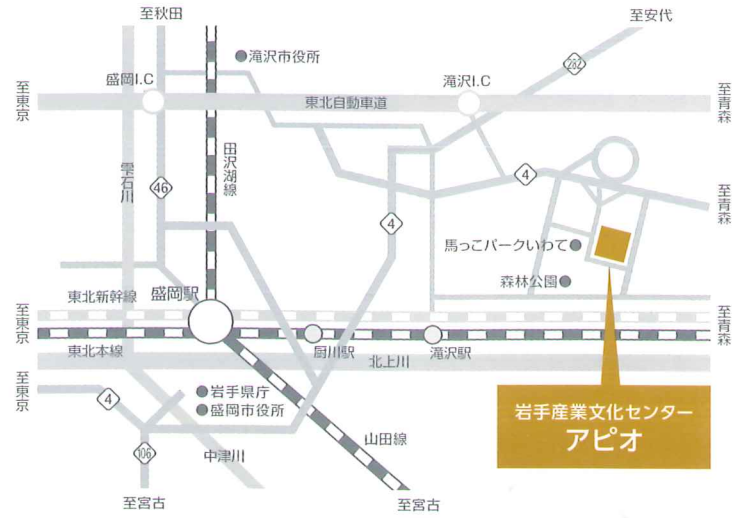 至秋田
至安代
滝沢市役所
282
盛岡I.C
滝沢I.C
至東京
東北自動車道
至青森
田沢湖線
雫石川
46
4
至青森
4
馬っこパークいわて
森林公園
東北新幹線
盛岡駅
至東京
至青森
東北本線
厨川駅
滝沢駅
北上川
至東京
4
岩手県庁
盛岡市役所
岩手産業文化センター
アピオ
山田線
106
中津川
至宮古
至宮古